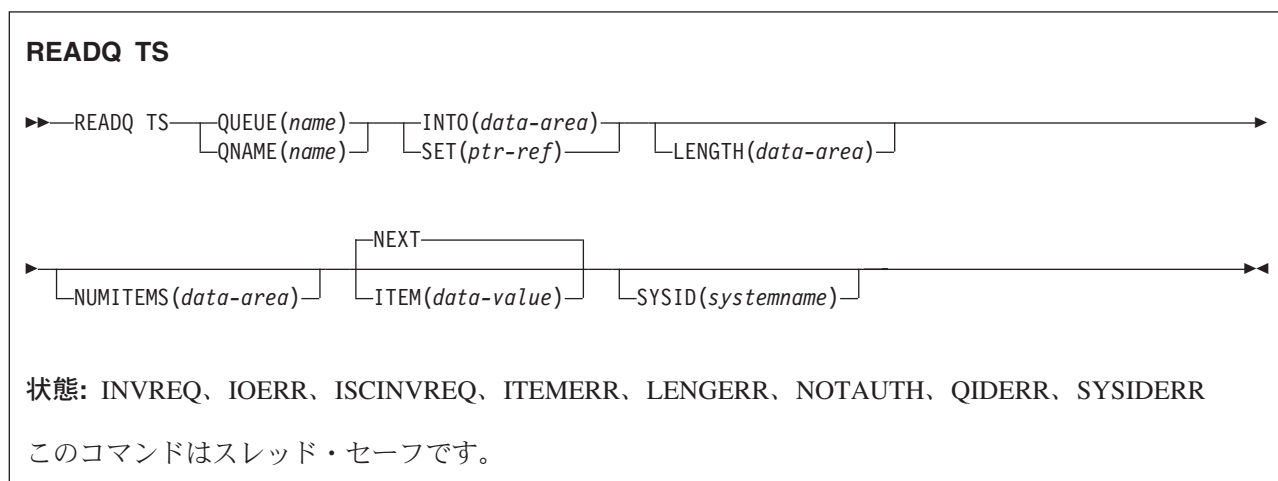 READQ TS
READQ TS QUEUE(name) INTO(data-area)
QNAME(name) SET(ptr-ref) LENGTH(data-area)
NEXT
NUMITEMS(data-area) ITEM(data-value) SYSID(systemname)
状態: INVREQ、IOERR、ISCINVREQ、ITEMERR、LENGERR、NOTAUTH、QIDERR、SYSIDERR
このコマンドはスレッド・セーフです。